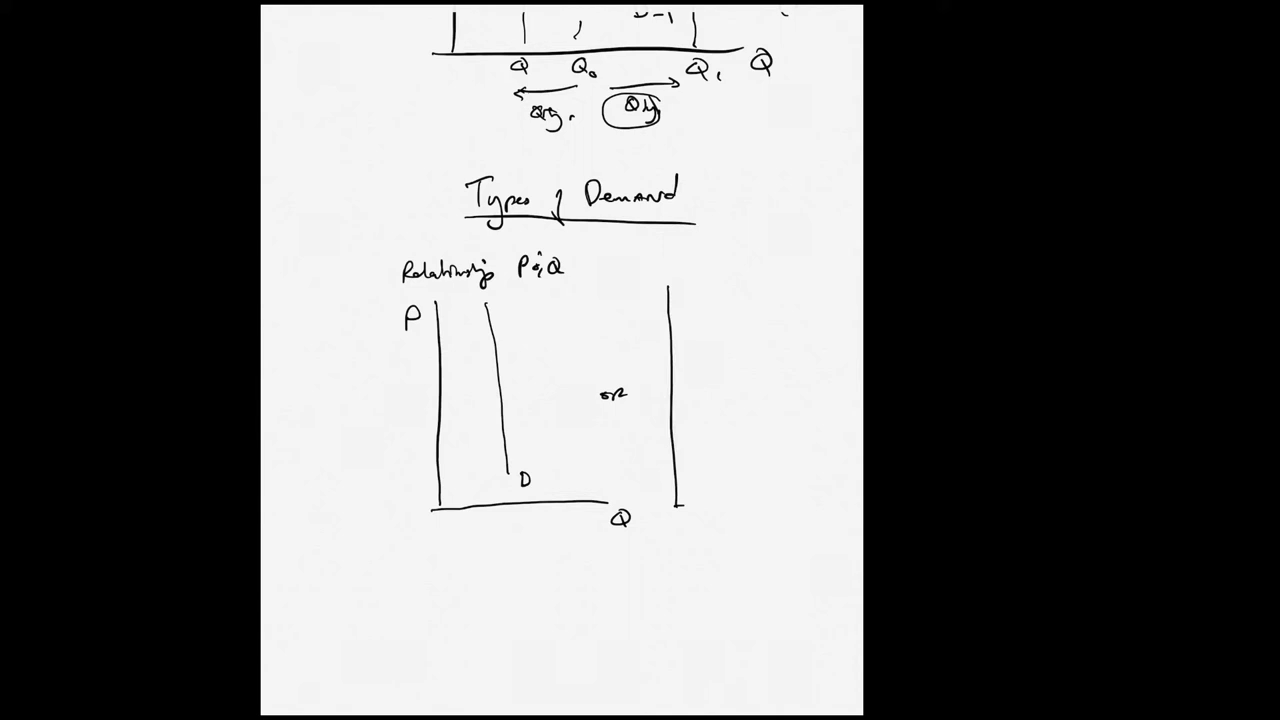 Q Q₀ Q₁ Q
Types of Demand
Relationship P & Q
P
or
D
Q